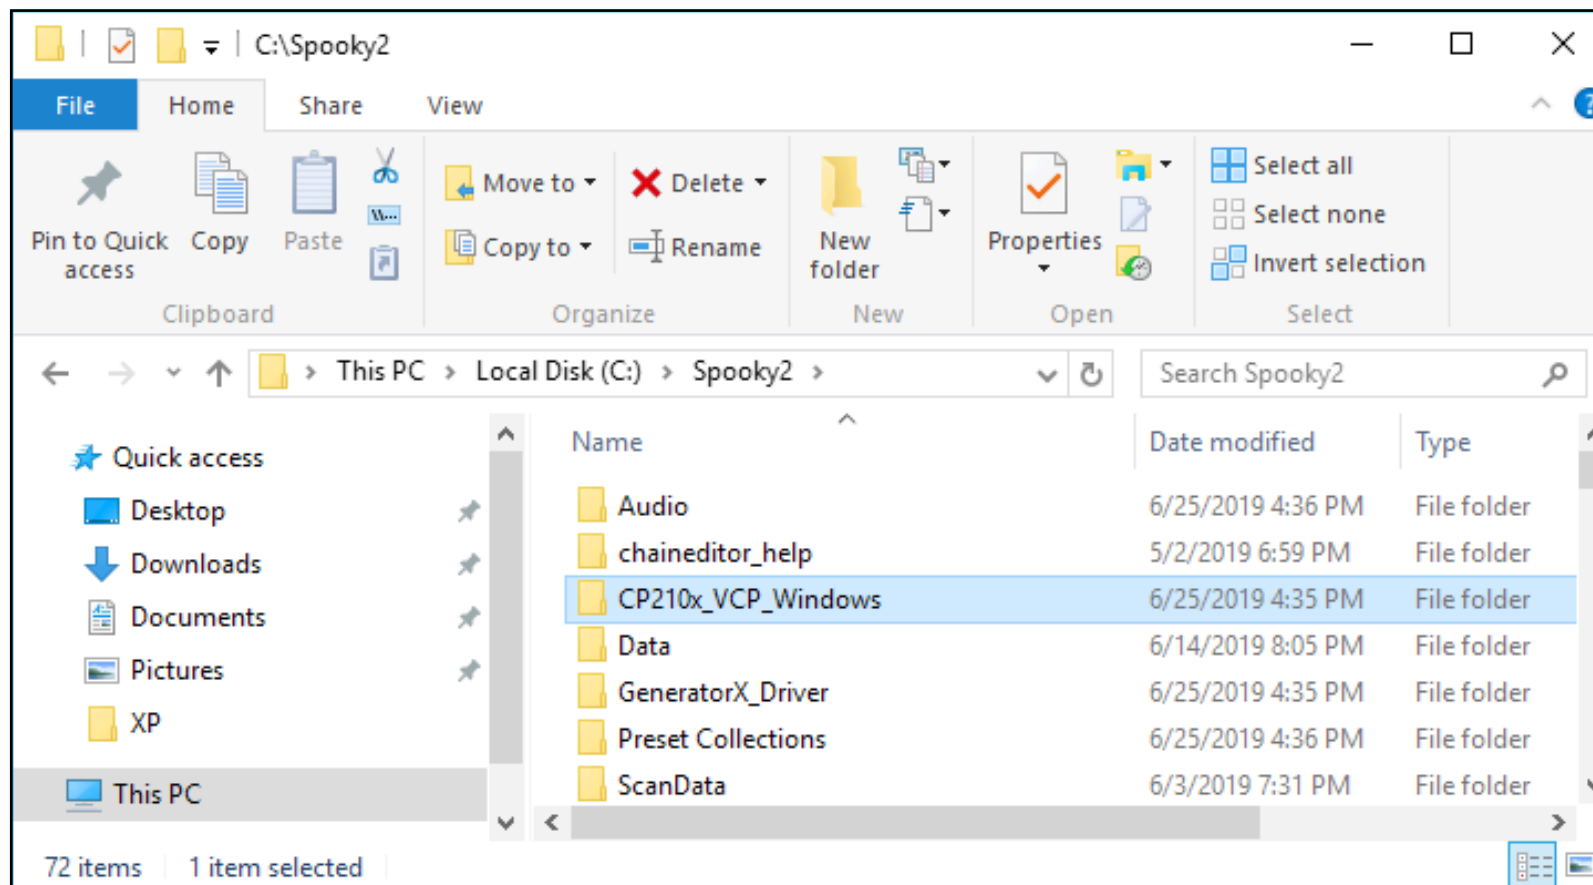 C:\Spooky2
File Home Share View
Pin to Quick access
Copy
Paste
Move to
Copy to
Delete
Rename
New folder
Properties
Select all
Select none
Invert selection
Clipboard Organize New Open Select
This PC Local Disk (C:) Spooky2 Search Spooky2
Name Date modified Type
Quick access
Desktop
Downloads
Documents
Pictures
XP
This PC
Audio 6/25/2019 4:36 PM File folder
chaineditor_help 5/2/2019 6:59 PM File folder
CP210x_VCP_Windows 6/25/2019 4:35 PM File folder
Data 6/14/2019 8:05 PM File folder
GeneratorX_Driver 6/25/2019 4:35 PM File folder
Preset Collections 6/25/2019 4:36 PM File folder
ScanData 6/3/2019 7:31 PM File folder
72 items 1 item selected